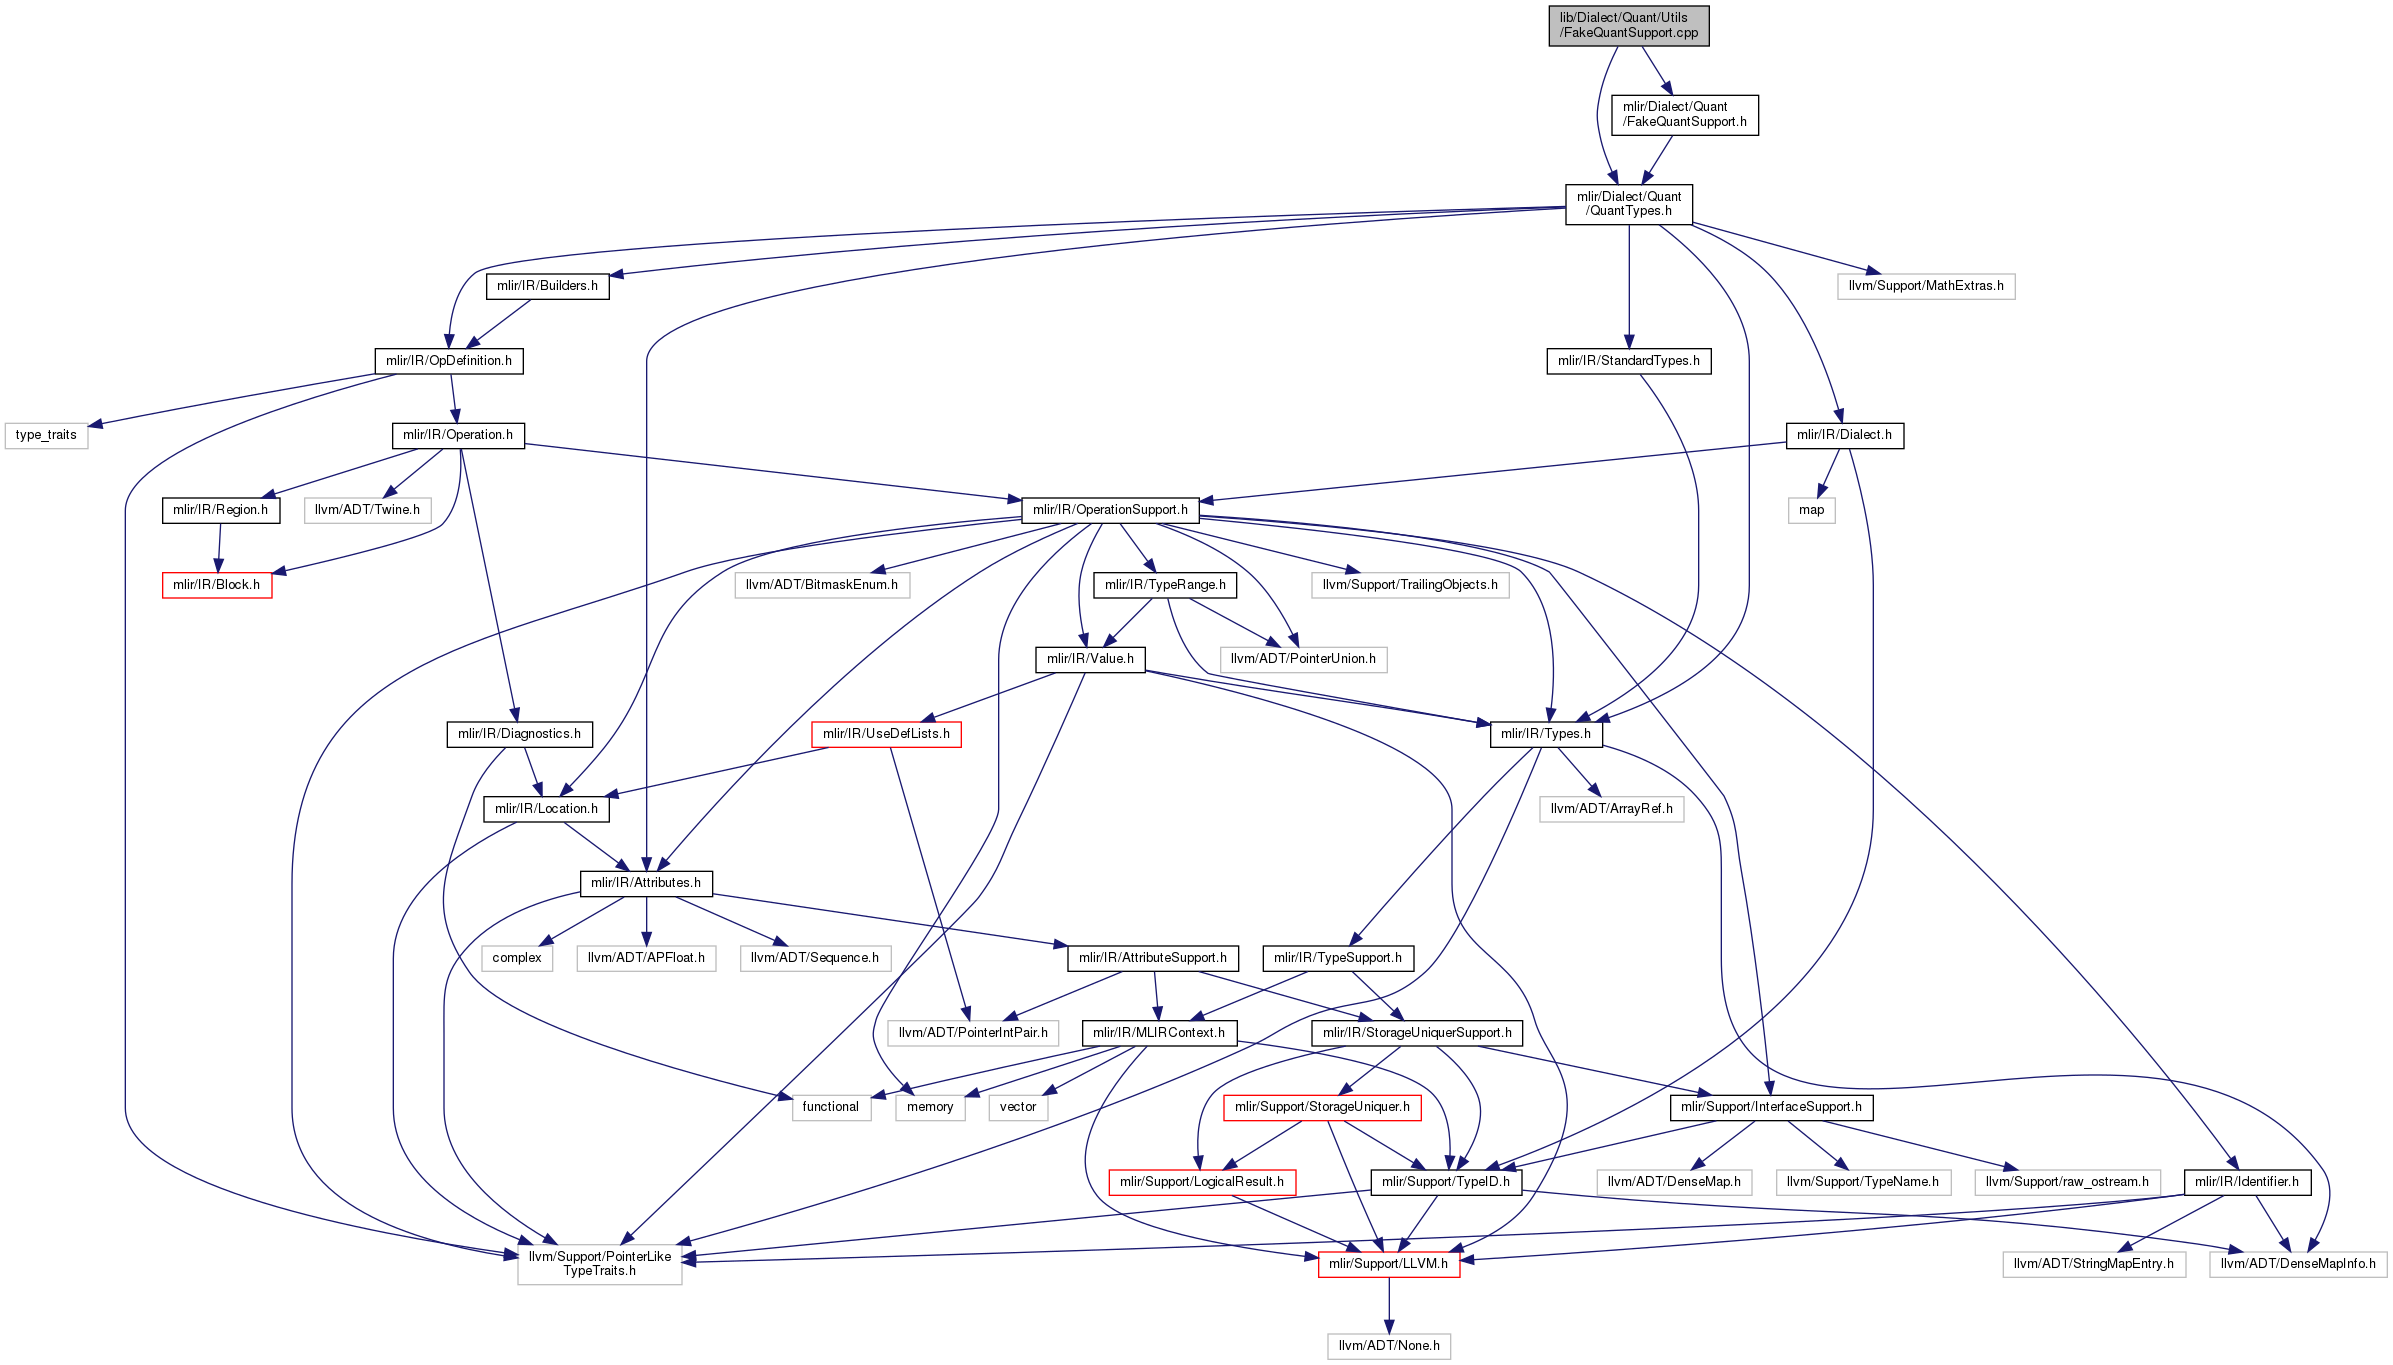 lib/Dialect/Quant/Utils
/FakeQuantSupport.cpp
mlir/Dialect/Quant
/FakeQuantSupport.h
mlir/Dialect/Quant
/QuantTypes.h
mlir/IR/Builders.h
llvm/Support/MathExtras.h
mlir/IR/OpDefinition.h
mlir/IR/StandardTypes.h
type_traits
mlir/IR/Operation.h
mlir/IR/Dialect.h
mlir/IR/Region.h
llvm/ADT/Twine.h
mlir/IR/OperationSupport.h
map
mlir/IR/Block.h
llvm/ADT/BitmaskEnum.h
mlir/IR/TypeRange.h
llvm/Support/TrailingObjects.h
mlir/IR/Value.h
llvm/ADT/PointerUnion.h
mlir/IR/Diagnostics.h
mlir/IR/UseDefLists.h
mlir/IR/Types.h
mlir/IR/Location.h
llvm/ADT/ArrayRef.h
mlir/IR/Attributes.h
complex
llvm/ADT/APFloat.h
llvm/ADT/Sequence.h
mlir/IR/AttributeSupport.h
mlir/IR/TypeSupport.h
llvm/ADT/PointerIntPair.h
mlir/IR/MLIRContext.h
mlir/IR/StorageUniquerSupport.h
functional
memory
vector
mlir/Support/StorageUniquer.h
mlir/Support/InterfaceSupport.h
mlir/Support/LogicalResult.h
mlir/Support/TypeID.h
llvm/ADT/DenseMap.h
llvm/Support/TypeName.h
llvm/Support/raw_ostream.h
mlir/IR/Identifier.h
llvm/Support/PointerLike
TypeTraits.h
mlir/Support/LLVM.h
llvm/ADT/StringMapEntry.h
llvm/ADT/DenseMapInfo.h
llvm/ADT/None.h